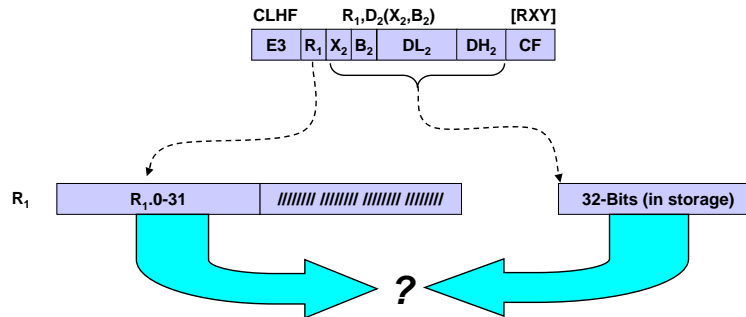 CLHF R₁,D₂(X₂,B₂) [RXY]
E3 R₁ X₂ B₂ DL₂ DH₂ CF
R₁ R₁.0-31 //////// //////// //////// //////// 32-Bits (in storage)
?